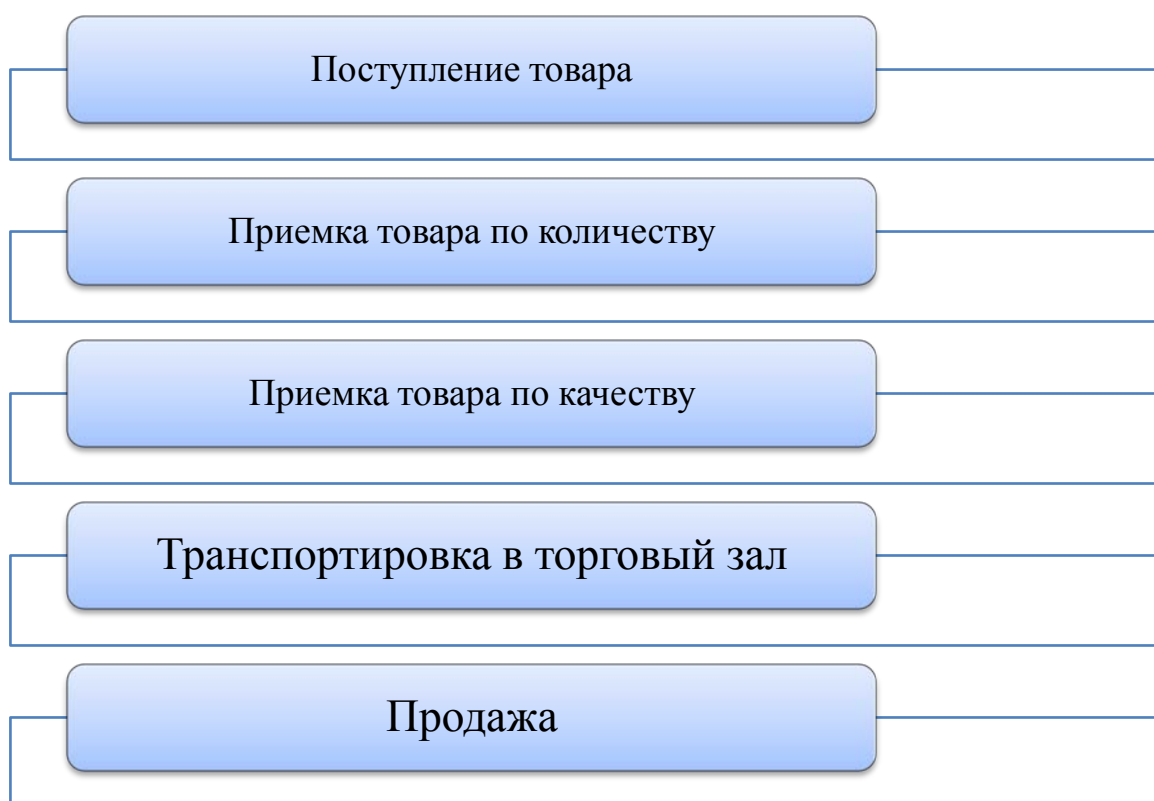 Поступление товара
Приемка товара по количеству
Приемка товара по качеству
Транспортировка в торговый зал
Продажа